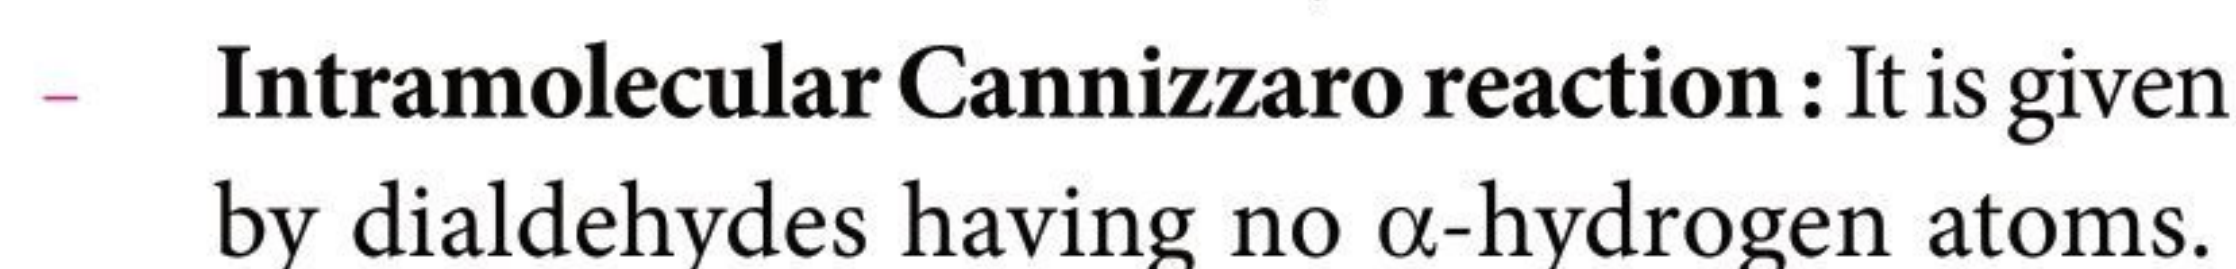 – Intramolecular Cannizzaro reaction : It is given
by dialdehydes having no α-hydrogen atoms.